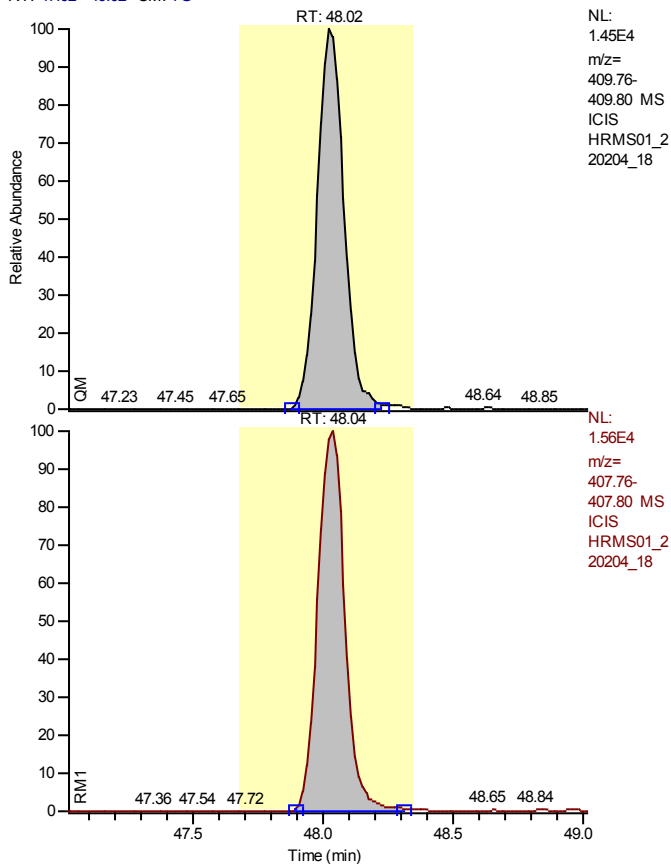 RT: 48.02
100
90
80
70
60
50
40
30
20
10
0
Relative Abundance
QM
47.23 47.45 47.65 48.64 48.85
NL:
1.45E4
m/z=
409.76-
409.80 MS
ICIS
HRMS01_2
20204_18
RT: 48.04
100
90
80
70
60
50
40
30
20
10
0
RM1
47.36 47.54 47.72 48.65 48.84
NL:
1.56E4
m/z=
407.76-
407.80 MS
ICIS
HRMS01_2
20204_18
47.5 48.0 48.5 49.0
Time (min)